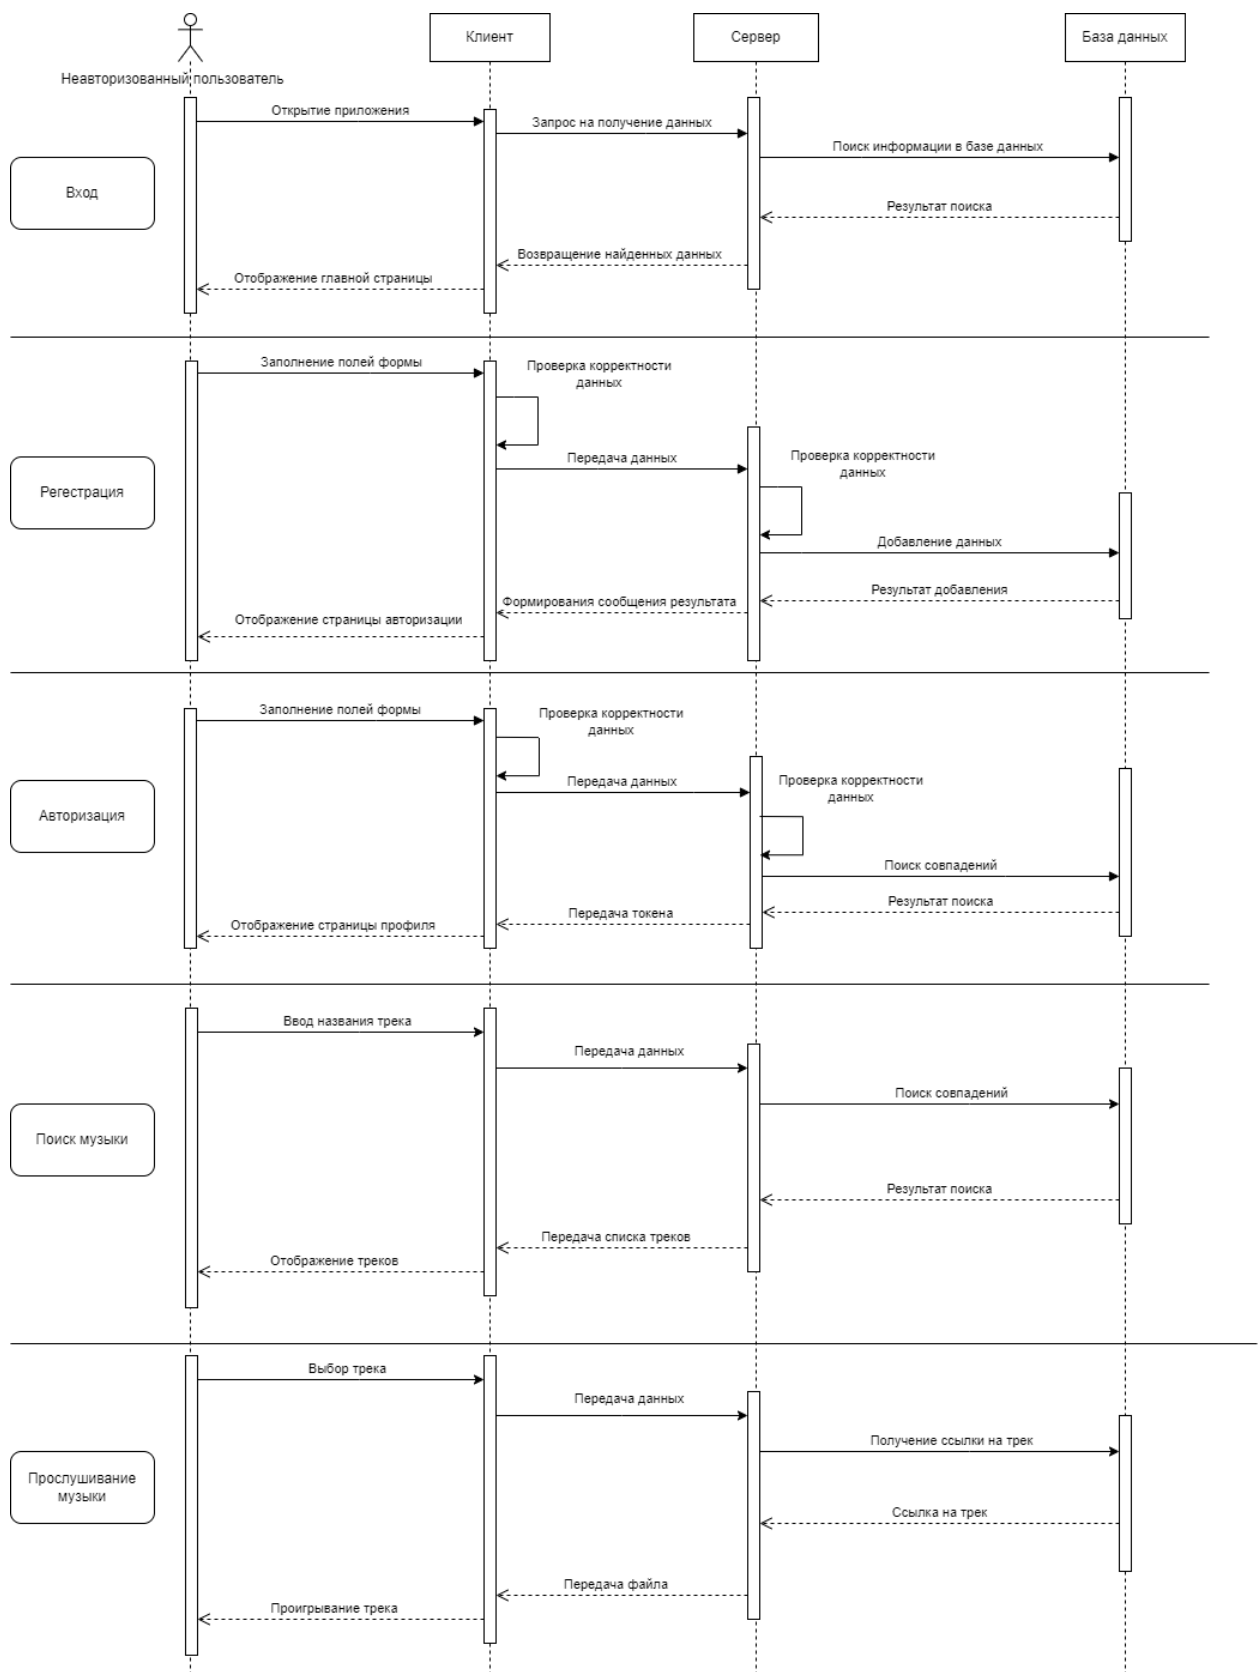 Клиент
Сервер
База данных
Неавторизованный пользователь
Открытие приложения
Запрос на получение данных
Поиск информации в базе данных
Вход
Результат поиска
Возвращение найденных данных
Отображение главной страницы
Заполнение полей формы
Проверка корректности
данных
Передача данных
Проверка корректности
данных
Регестрация
Добавление данных
Результат добавления
Формирования сообщения результата
Отображение страницы авторизации
Заполнение полей формы
Проверка корректности
данных
Передача данных
Проверка корректности
данных
Авторизация
Поиск совпадений
Результат поиска
Передача токена
Отображение страницы профиля
Ввод названия трека
Передача данных
Поиск совпадений
Поиск музыки
Результат поиска
Передача списка треков
Отображение треков
Выбор трека
Передача данных
Получение ссылки на трек
Прослушивание
музыки
Ссылка на трек
Передача файла
Проигрывание трека